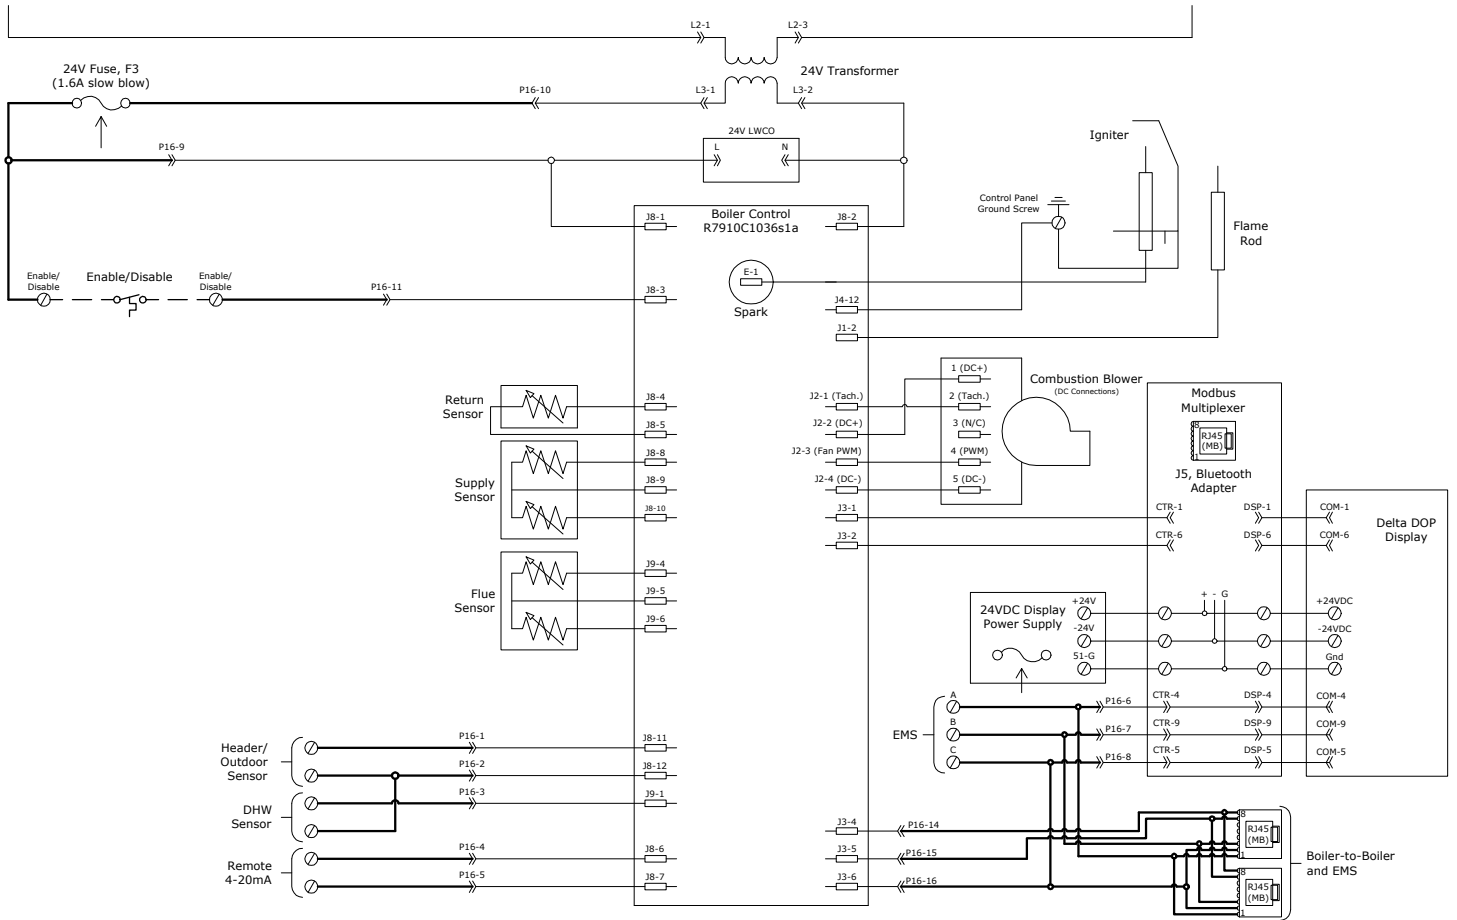 L2-1
L2-3
24V Fuse, F3
(1.6A slow blow)
24V Transformer
P16-10
L3-1
L3-2
24V LWCO
P16-9
L
N
Igniter
Control Panel
Ground Screw
Flame
Rod
J8-1
Boiler Control
R7910C1036s1a
J8-2
Enable/
Disable
Enable/Disable
Enable/
Disable
P16-11
J8-3
E-1
Spark
J4-12
J1-2
Return
Sensor
J8-4
J8-5
Supply
Sensor
J8-8
J8-9
J8-10
Flue
Sensor
J9-4
J9-5
J9-6
J2-1 (Tach.)
J2-2 (DC+)
J2-3 (Fan PWM)
J2-4 (DC-)
J3-1
J3-2
1 (DC+)
2 (Tach.)
3 (N/C)
4 (PWM)
5 (DC-)
Combustion Blower
(DC Connections)
Modbus
Multiplexer
8
RJ45
(MB)
1
J5, Bluetooth
Adapter
CTR-1
DSP-1
COM-1
CTR-6
DSP-6
COM-6
Delta DOP
Display
24VDC Display
Power Supply
+24V
-24V
51-G
+ - G
+24VDC
-24VDC
Gnd
EMS
A
B
C
P16-6
P16-7
P16-8
CTR-4
DSP-4
COM-4
CTR-9
DSP-9
COM-9
CTR-5
DSP-5
COM-5
Header/
Outdoor
Sensor
P16-1
J8-11
P16-2
J8-12
DHW
Sensor
P16-3
J9-1
Remote
4-20mA
P16-4
J8-6
P16-5
J8-7
J3-4
P16-14
J3-5
P16-15
J3-6
P16-16
8
RJ45
(MB)
1
8
RJ45
(MB)
1
Boiler-to-Boiler
and EMS